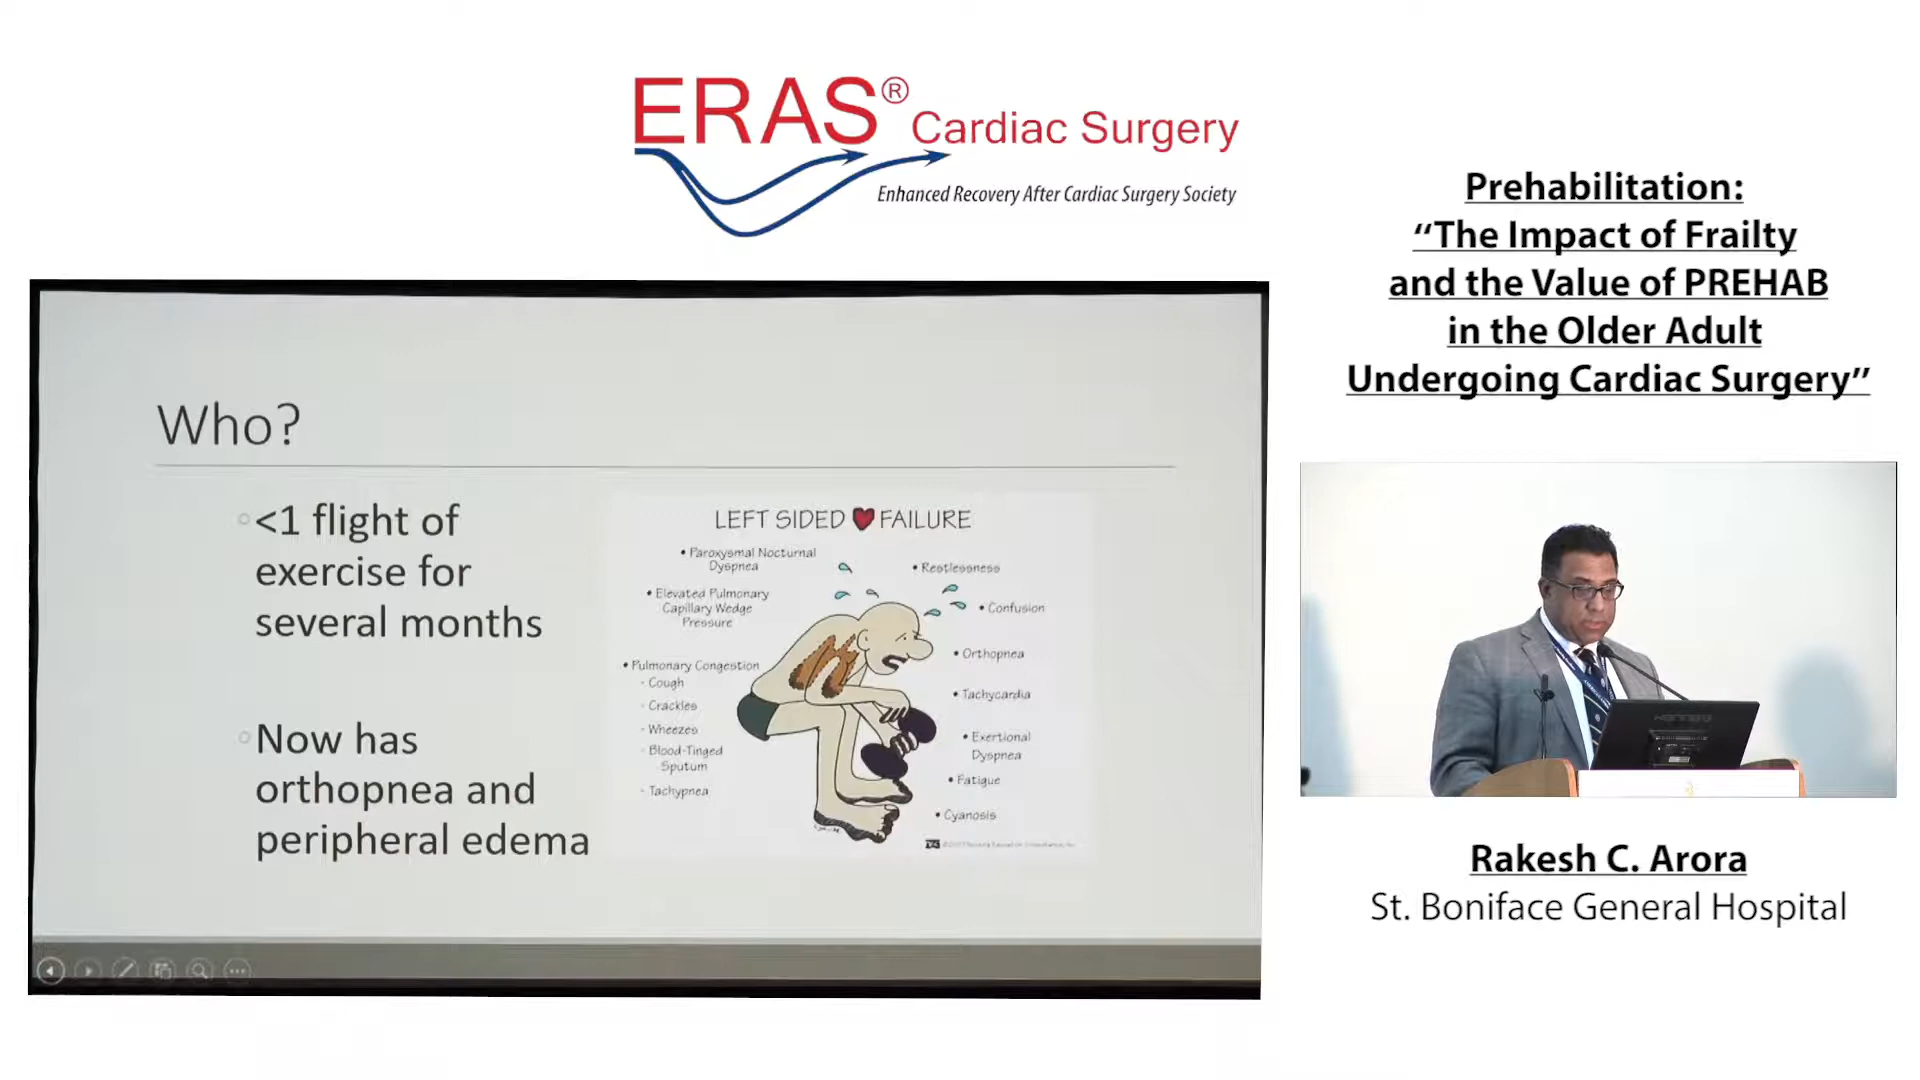 ERAS®
Cardiac Surgery
Enhanced Recovery After Cardiac Surgery Society
Prehabilitation:
“The Impact of Frailty
and the Value of PREHAB
in the Older Adult
Undergoing Cardiac Surgery”
Who?
<1 flight of
exercise for
several months
Now has
orthopnea and
peripheral edema
LEFT SIDED FAILURE
• Paroxysmal Nocturnal
Dyspnea
• Elevated Pulmonary
Capillary Wedge
Pressure
• Pulmonary Congestion
- Cough
- Crackles
- Wheezes
- Blood-Tinged
Sputum
- Tachypnea
• Restlessness
• Confusion
• Orthopnea
• Tachycardia
• Exertional
Dyspnea
• Fatigue
• Cyanosis
Rakesh C. Arora
St. Boniface General Hospital